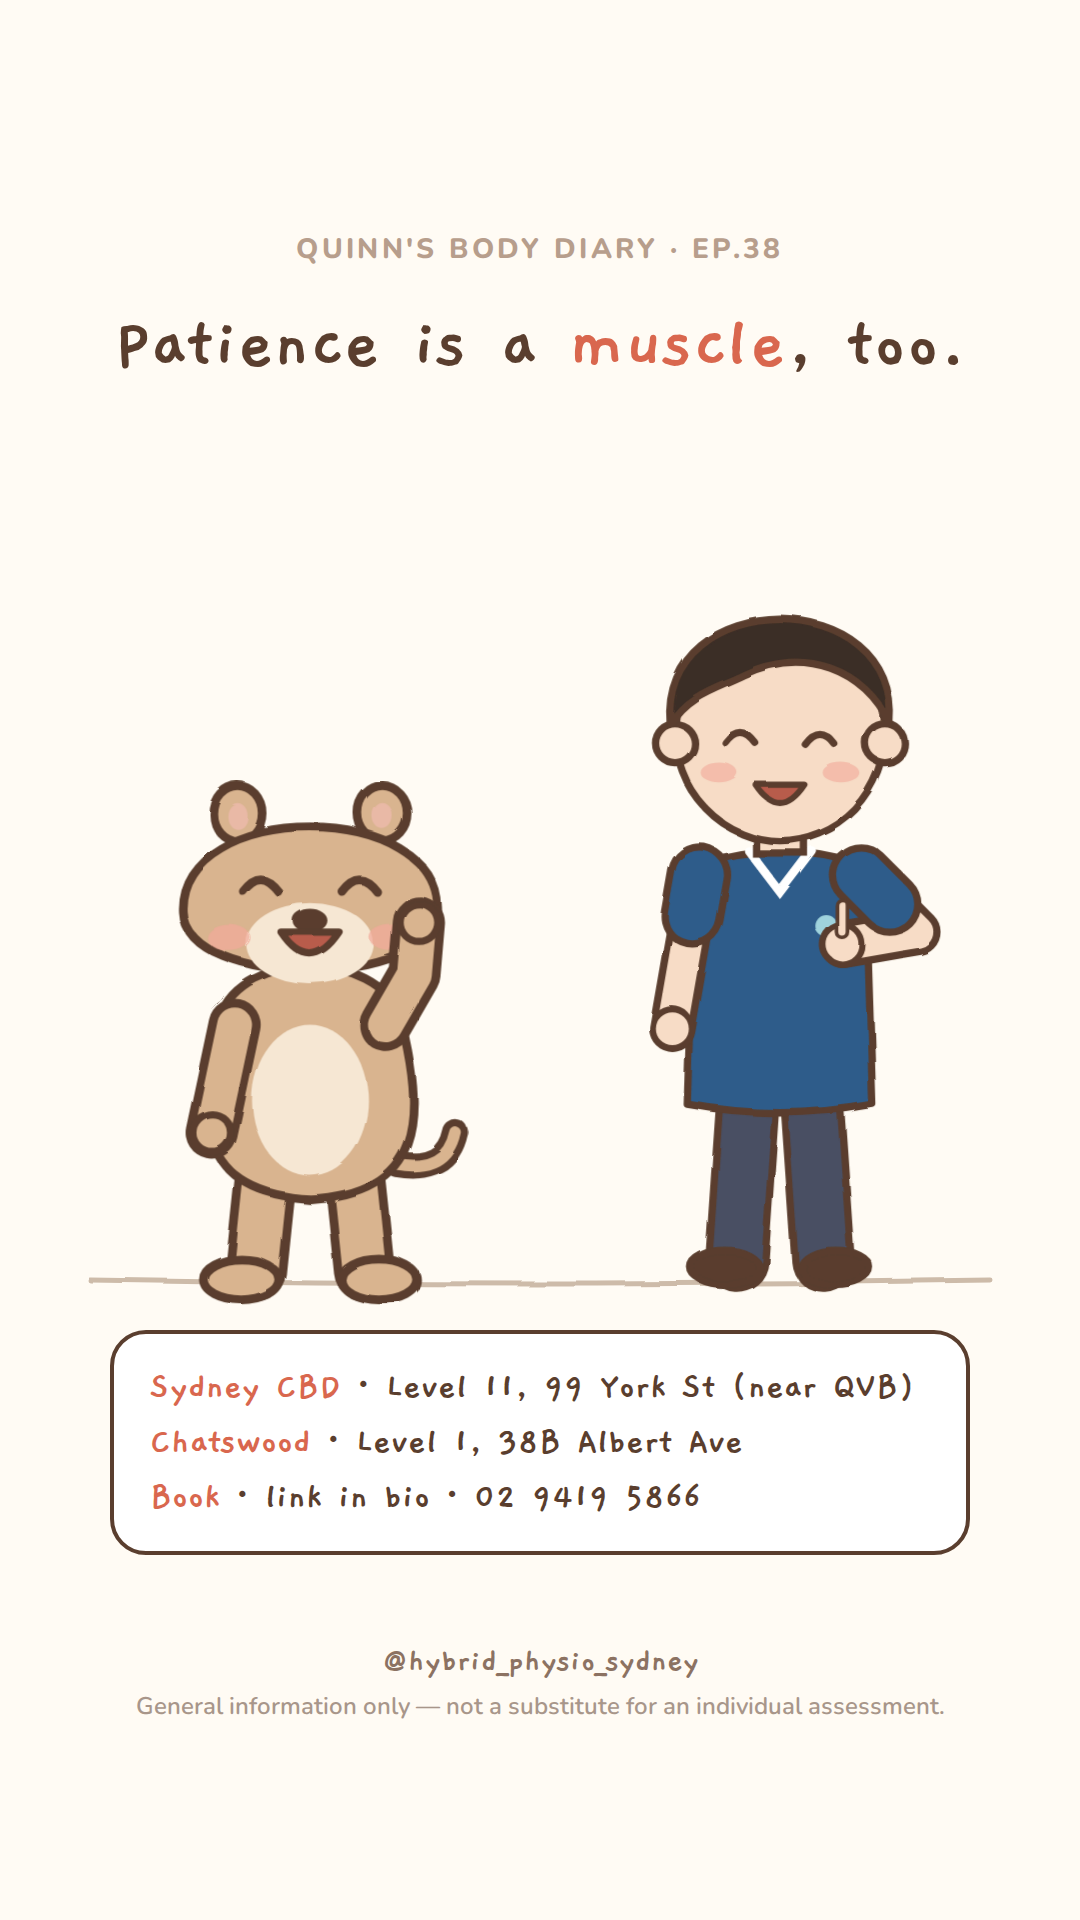 QUINN'S BODY DIARY · EP.38
Patience is a muscle, too.
Sydney CBD · Level 11, 99 York St (near QVB)
Chatswood · Level 1, 38B Albert Ave
Book · link in bio · 02 9419 5866
@hybrid_physio_sydney
General information only — not a substitute for an individual assessment.